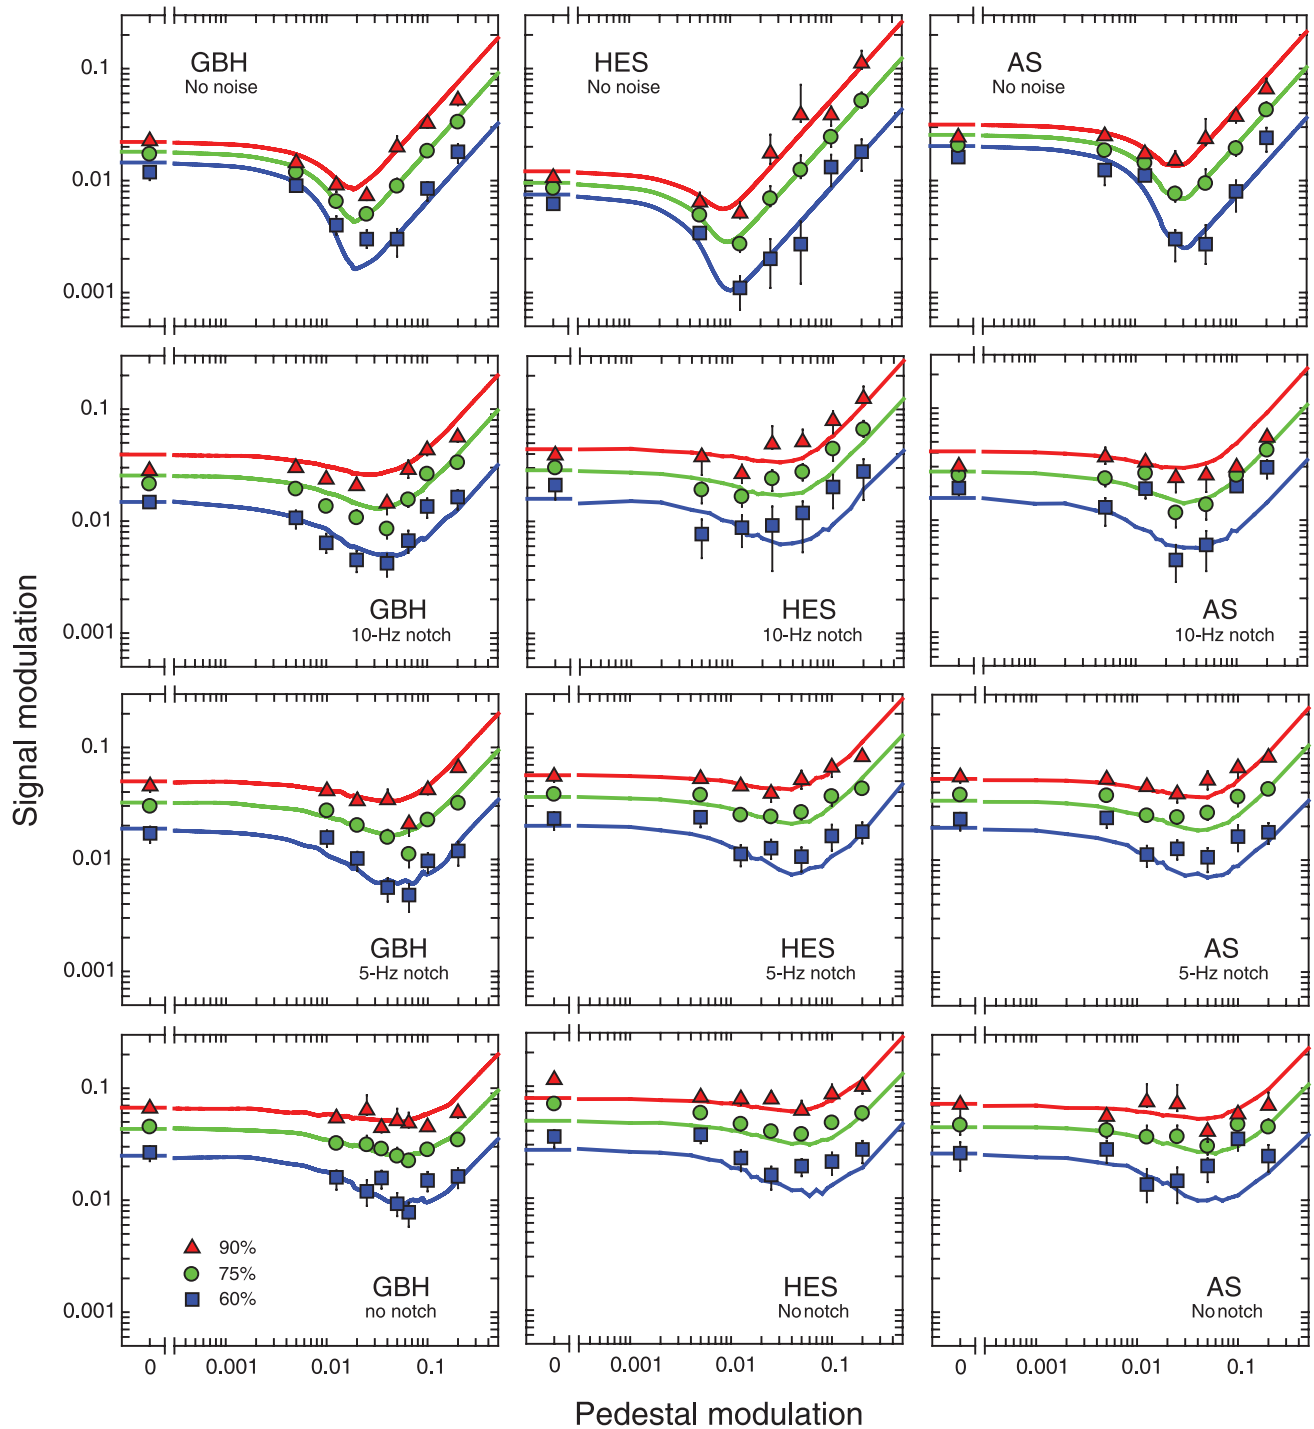 GBH
No noise
HES
No noise
AS
No noise
0.1
0.01
0.001
0.1
0.01
0.001
GBH
10-Hz notch
HES
10-Hz notch
AS
10-Hz notch
Signal modulation
0.1
0.01
0.001
GBH
5-Hz notch
HES
5-Hz notch
AS
5-Hz notch
0.1
0.01
0.001
90%
75%
60%
GBH
no notch
HES
No notch
AS
No notch
0 0.001 0.01 0.1 0 0.001 0.01 0.1 0 0.001 0.01 0.1
Pedestal modulation